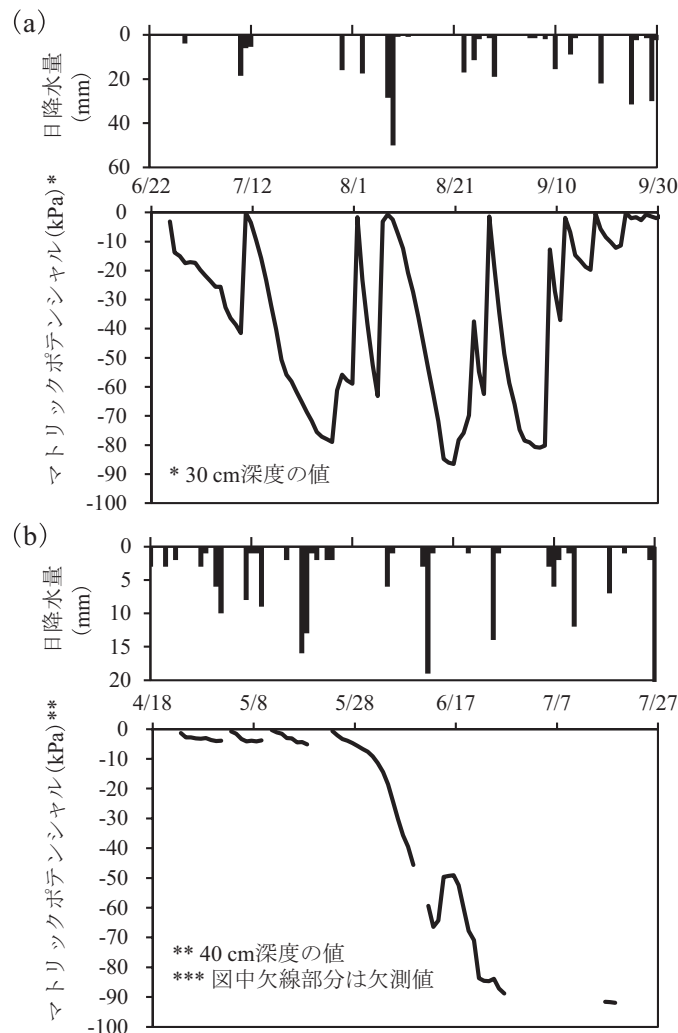 (a)
日降水量
(mm)
0
20
40
60
6/22 7/12 8/1 8/21 9/10 9/30
マトリックポテンシャル(kPa)*
0
-10
-20
-30
-40
-50
-60
-70
-80
-90
-100
* 30 cm深度の値
(b)
日降水量
(mm)
0
5
10
15
20
4/18 5/8 5/28 6/17 7/7 7/27
マトリックポテンシャル(kPa)**
0
-10
-20
-30
-40
-50
-60
-70
-80
-90
-100
** 40 cm深度の値
*** 図中欠線部分は欠測値